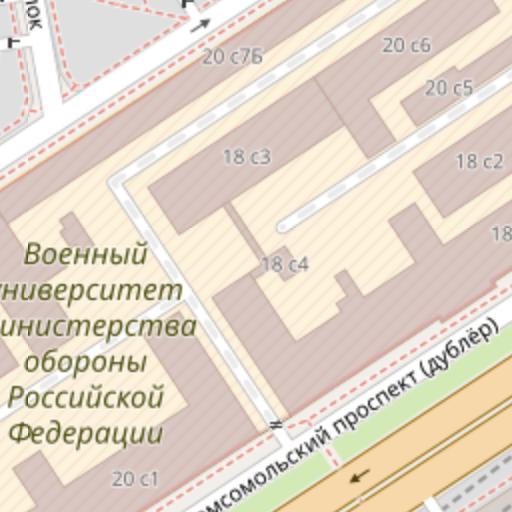 20 с7Б
20 с6
20 с5
18 с3
18 с2
18 с4
Военный
университет
министерства
обороны
Российской
Федерации
20 с1
проспект (дублёр)